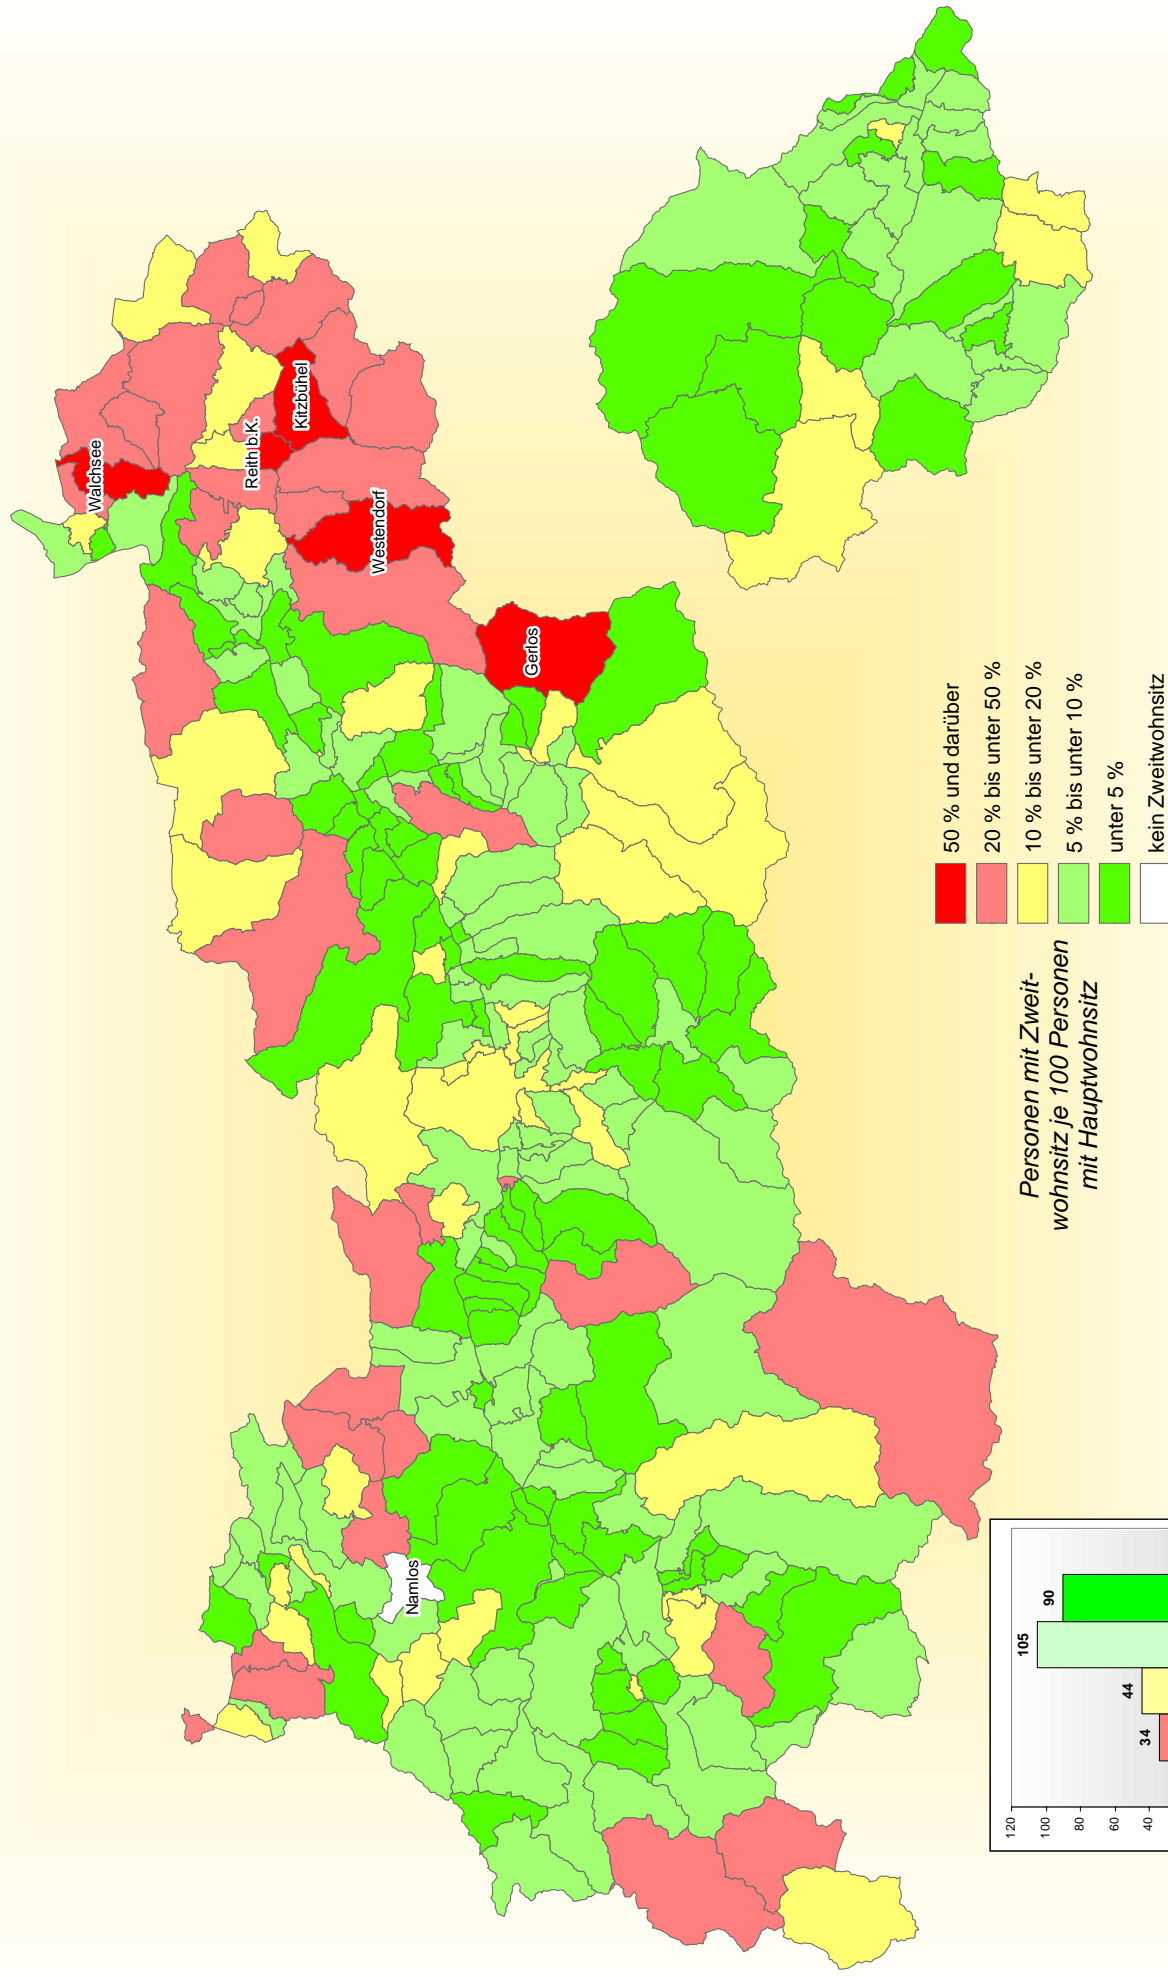 Walchsee
Kitzbühel
Reith b.K.
Westendorf
Gerlos
Namlos
Personen mit Zweit-
wohnsitz je 100 Personen
mit Hauptwohnsitz
50 % und darüber
20 % bis unter 50 %
10 % bis unter 20 %
5 % bis unter 10 %
unter 5 %
kein Zweitwohnsitz
120
100
80
60
40
34
44
105
90